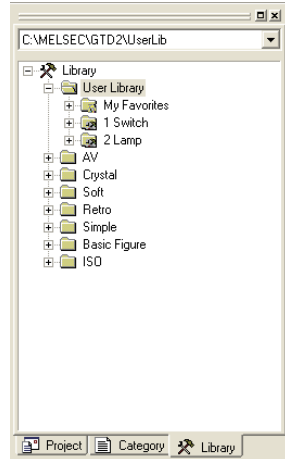 C:\MELSEC\GTD2\UserLib
Library
User Library
My Favorites
1 Switch
2 Lamp
AV
Crystal
Soft
Retro
Simple
Basic Figure
ISO
Project Category Library